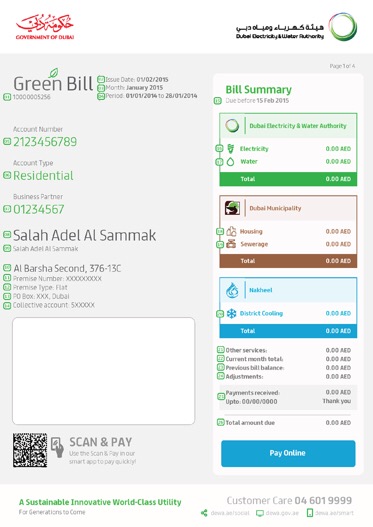 حكومة دبي
GOVERNMENT OF DUBAI
هيئة كهرباء ومياه دبي
Dubai Electricity & Water Authority
Page 1 of 4
Green Bill
10000005256
Issue Date: 01/02/2015
Month: January 2015
Period: 01/01/2014 to 28/01/2014
Account Number
2123456789
Account Type
Residential
Business Partner
01234567
Salah Adel Al Sammak
Salah Adel Al Sammak
Al Barsha Second, 376-13C
Premise Number: XXXXXXXXX
Premise Type: Flat
PO Box: XXX, Dubai
Collective account: 5XXXXX
SCAN & PAY
Use the Scan & Pay in our
smart app to pay quickly!
Bill Summary
Due before 15 Feb 2015
Dubai Electricity & Water Authority
Electricity 0.00 AED
Water 0.00 AED
Total 0.00 AED
Dubai Municipality
Housing 0.00 AED
Sewerage 0.00 AED
Total 0.00 AED
Nakheel
District Cooling 0.00 AED
Total 0.00 AED
Other services: 0.00 AED
Current month total: 0.00 AED
Previous bill balance: 0.00 AED
Adjustments: 0.00 AED
Payments received: 0.00 AED
Upto: 00/00/0000 Thank you
Total amount due 0.00 AED
Pay Online
A Sustainable Innovative World-Class Utility
For Generations to Come
Customer Care 04 601 9999
dewa.ae/social dewa.gov.ae dewa.ae/smart